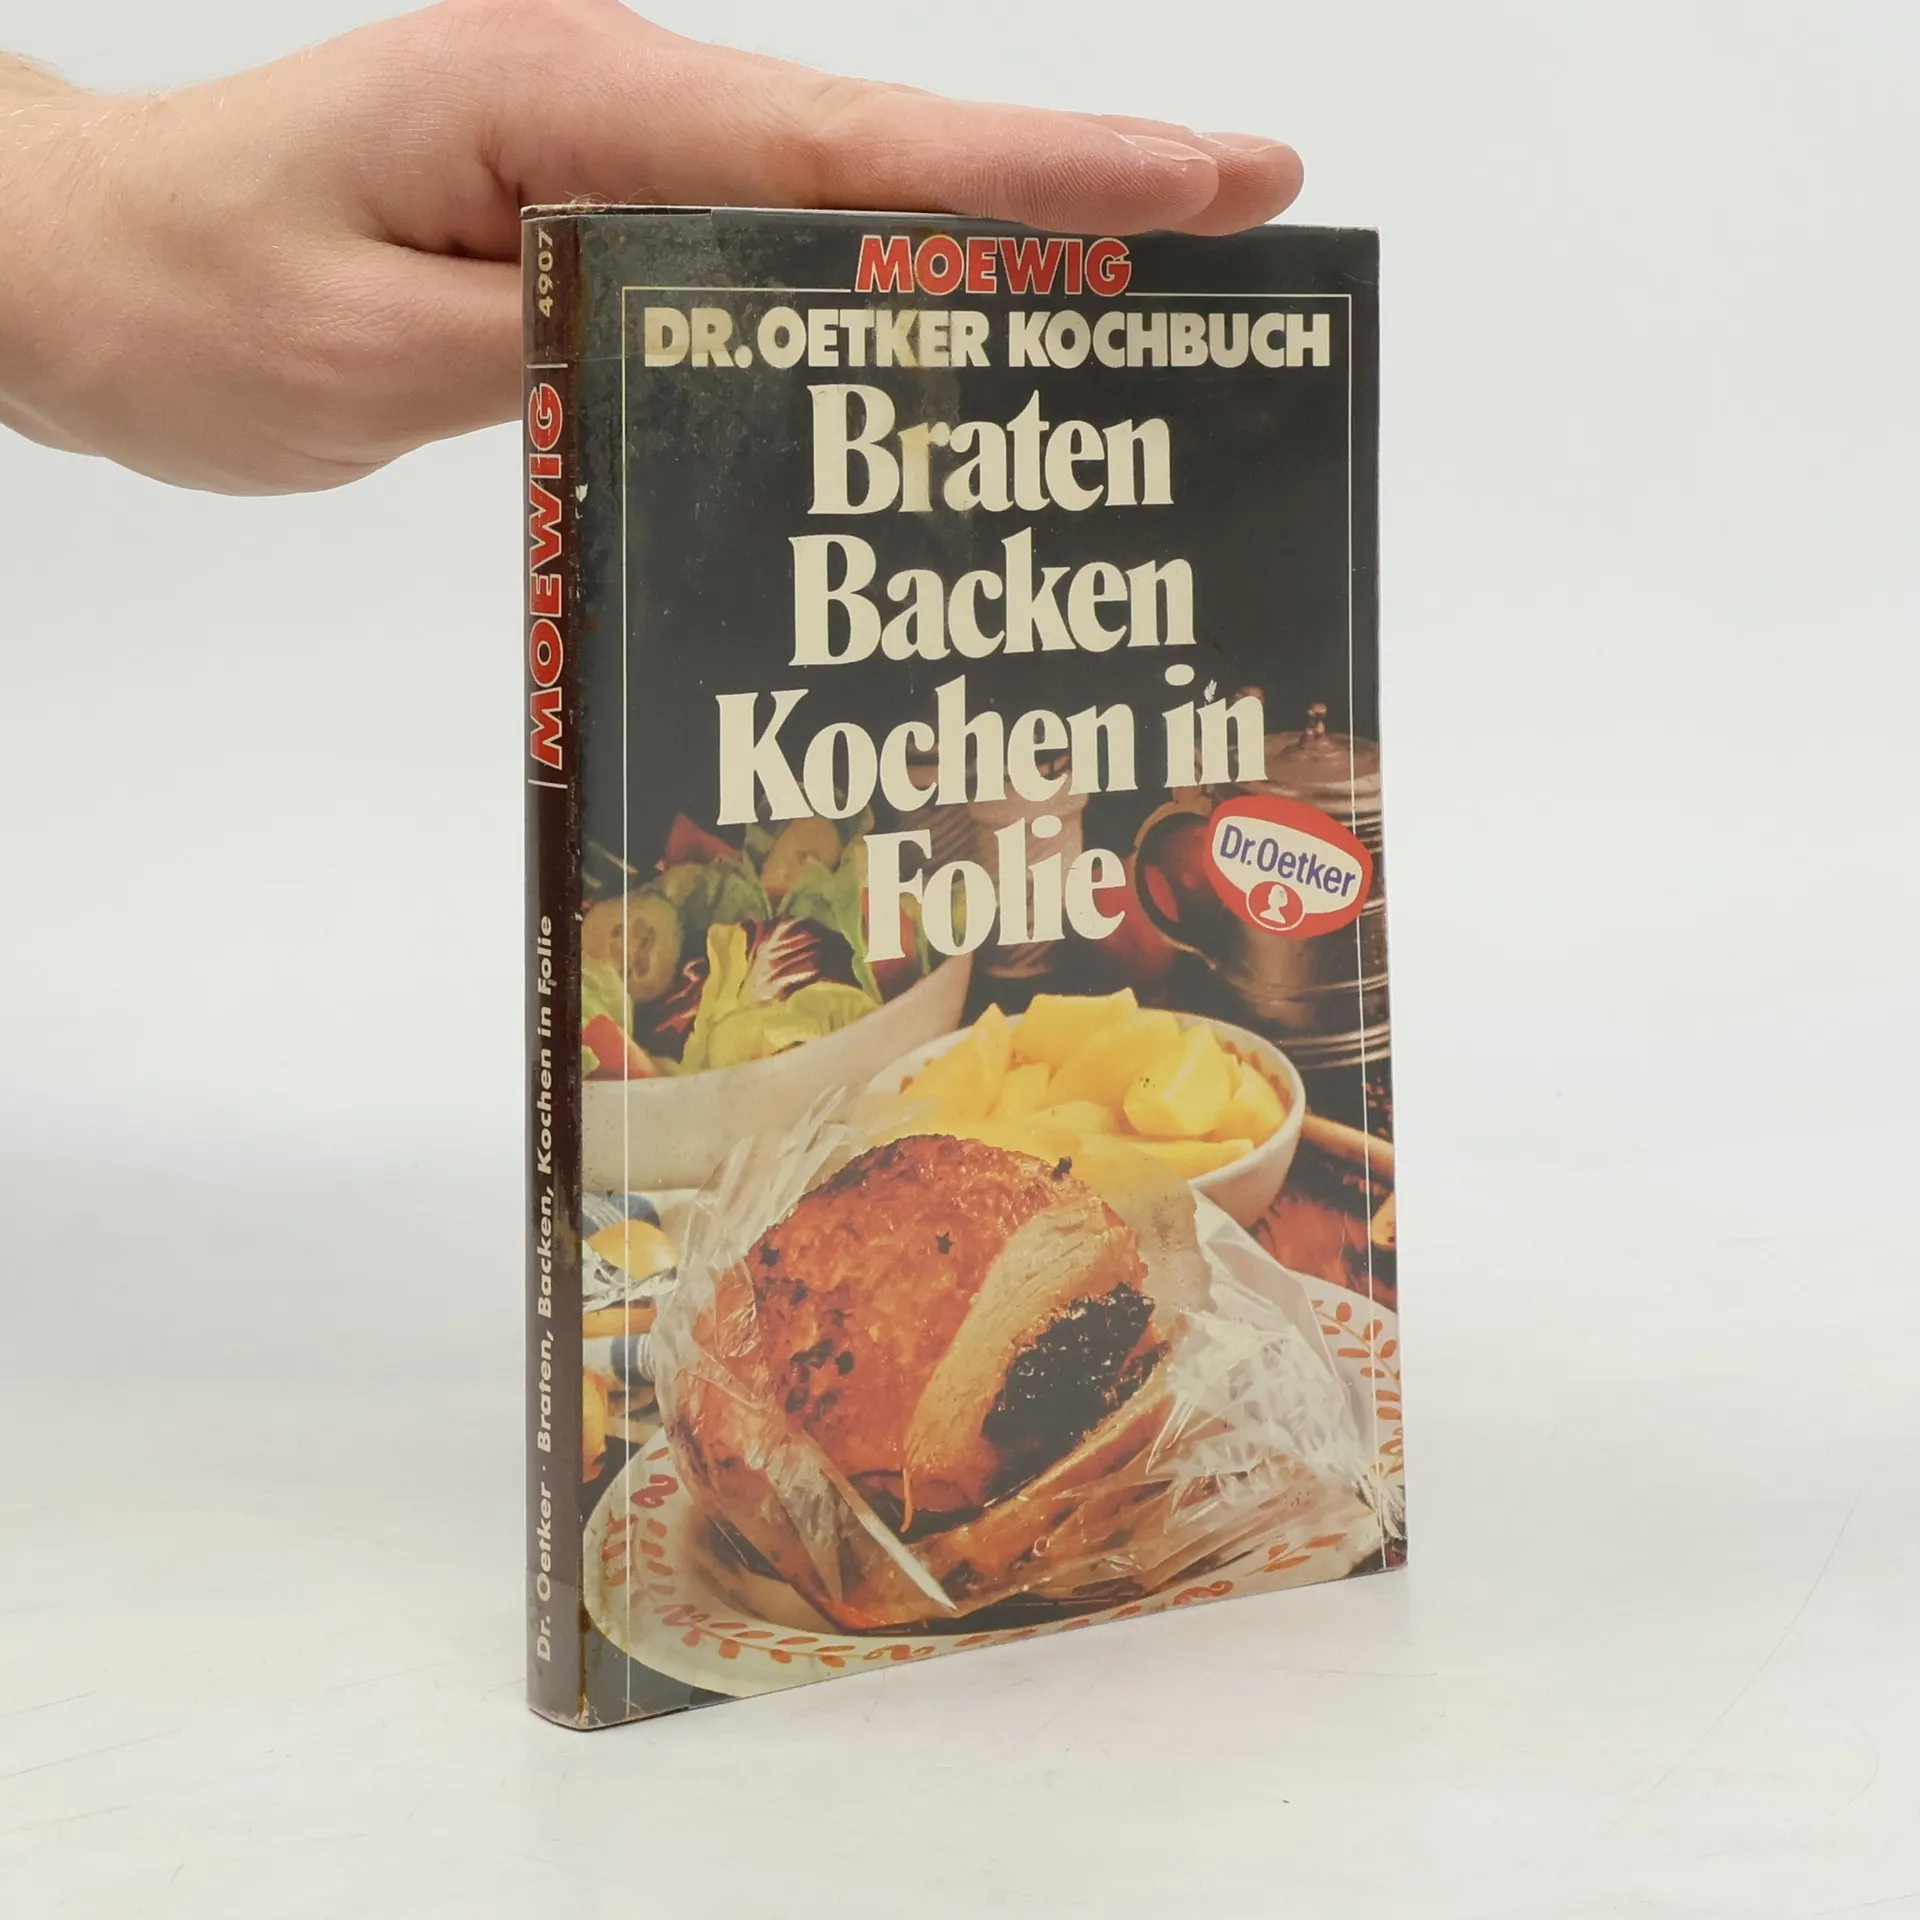 MOEWIG
DR. OETKER KOCHBUCH
Braten
Backen
Kochen in
Folie
Dr.Oetker
4907
MOEWIG
Dr. Oetker · Braten, Backen, Kochen in Folie